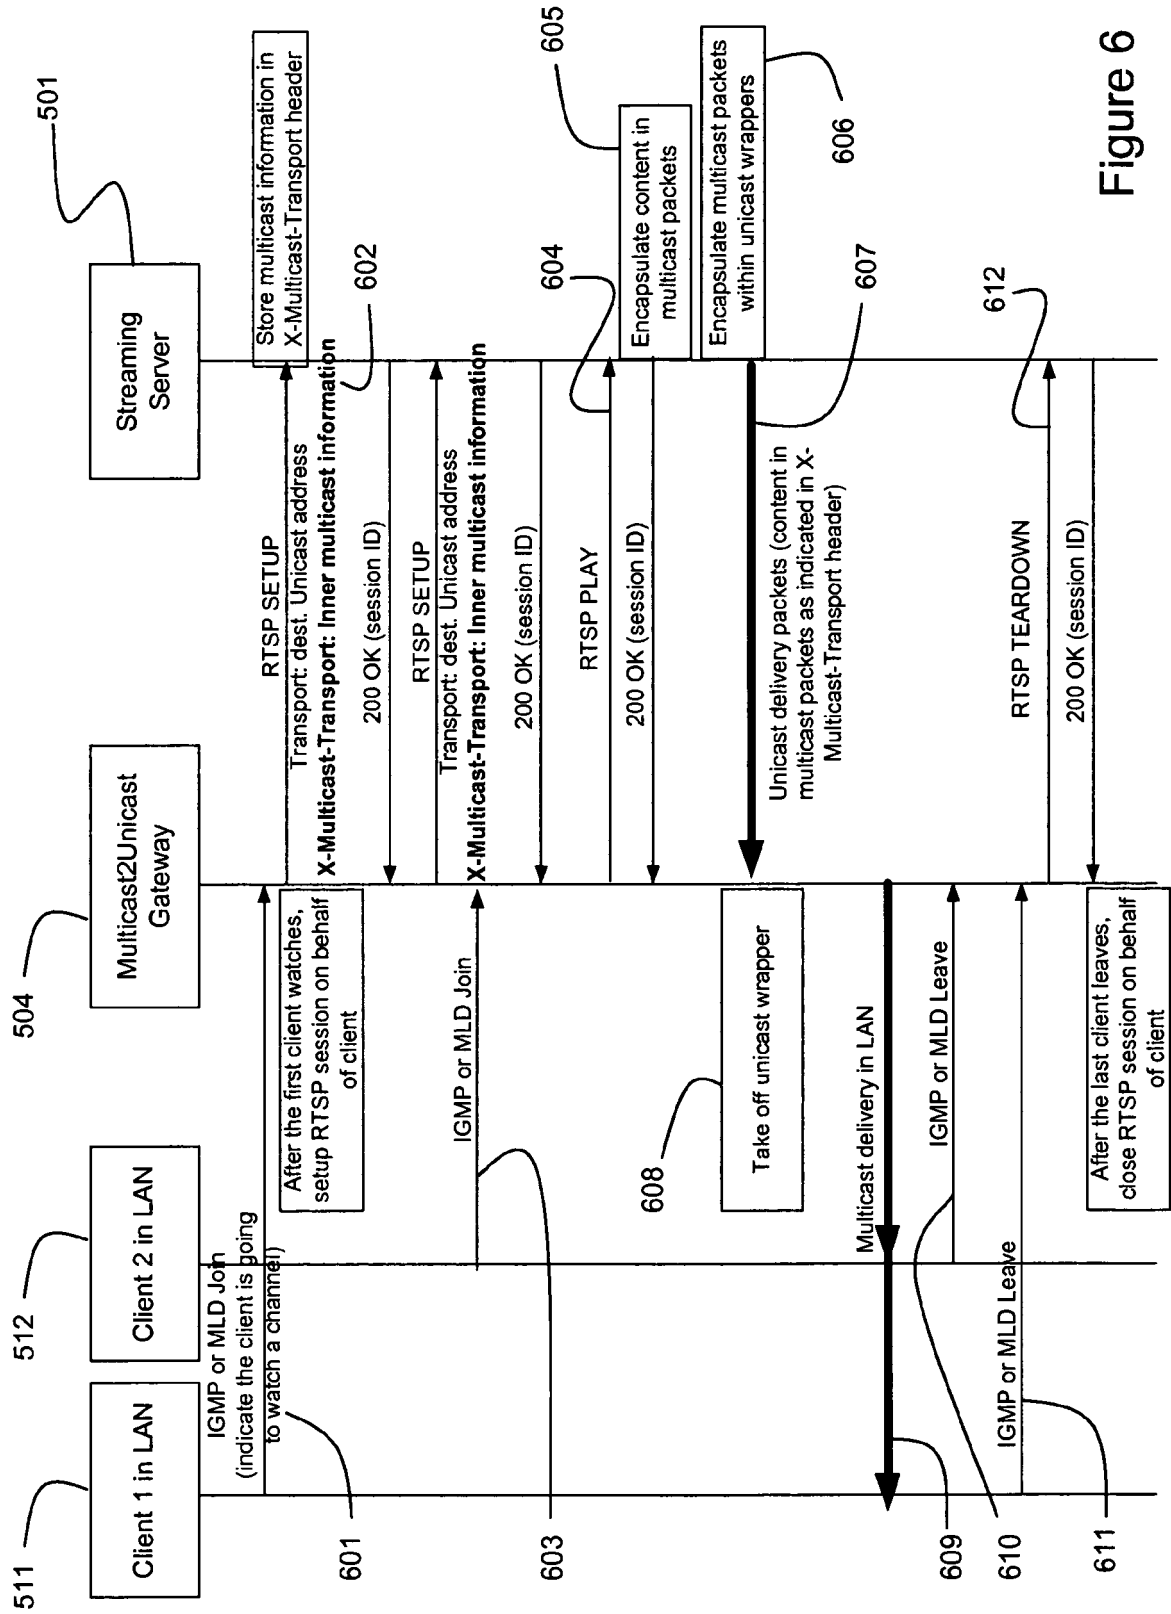 511
Client 1 in LAN
512
Client 2 in LAN
504
Multicast2Unicast
Gateway
501
Streaming
Server
IGMP or MLD Join
(indicate the client is going
to watch a channel)
601
After the first client watches,
setup RTSP session on behalf
of client
RTSP SETUP
Transport: dest. Unicast address
X-Multicast-Transport: Inner multicast information
602
Store multicast information in
X-Multicast-Transport header
200 OK (session ID)
RTSP SETUP
Transport: dest. Unicast address
X-Multicast-Transport: Inner multicast information
IGMP or MLD Join
603
200 OK (session ID)
RTSP PLAY
604
200 OK (session ID)
Encapsulate content in
multicast packets
605
Encapsulate multicast packets
within unicast wrappers
606
607
Unicast delivery packets (content in
multicast packets as indicated in X-
Multicast-Transport header)
608
Take off unicast wrapper
Multicast delivery in LAN
609
IGMP or MLD Leave
610
IGMP or MLD Leave
611
RTSP TEARDOWN
612
200 OK (session ID)
After the last client leaves,
close RTSP session on behalf
of client
Figure 6